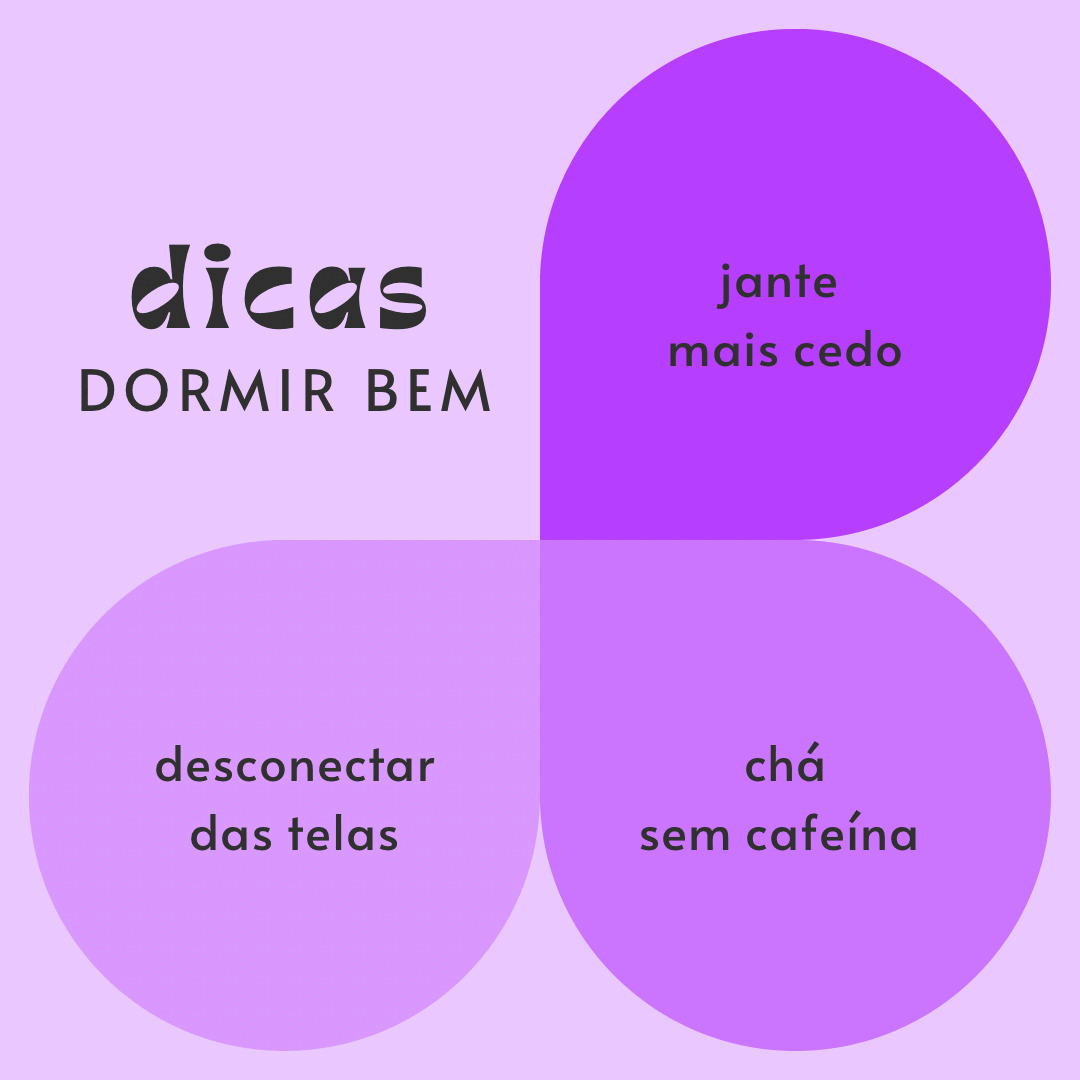 dicas
DORMIR BEM
jante
mais cedo
desconectar
das telas
chá
sem cafeína